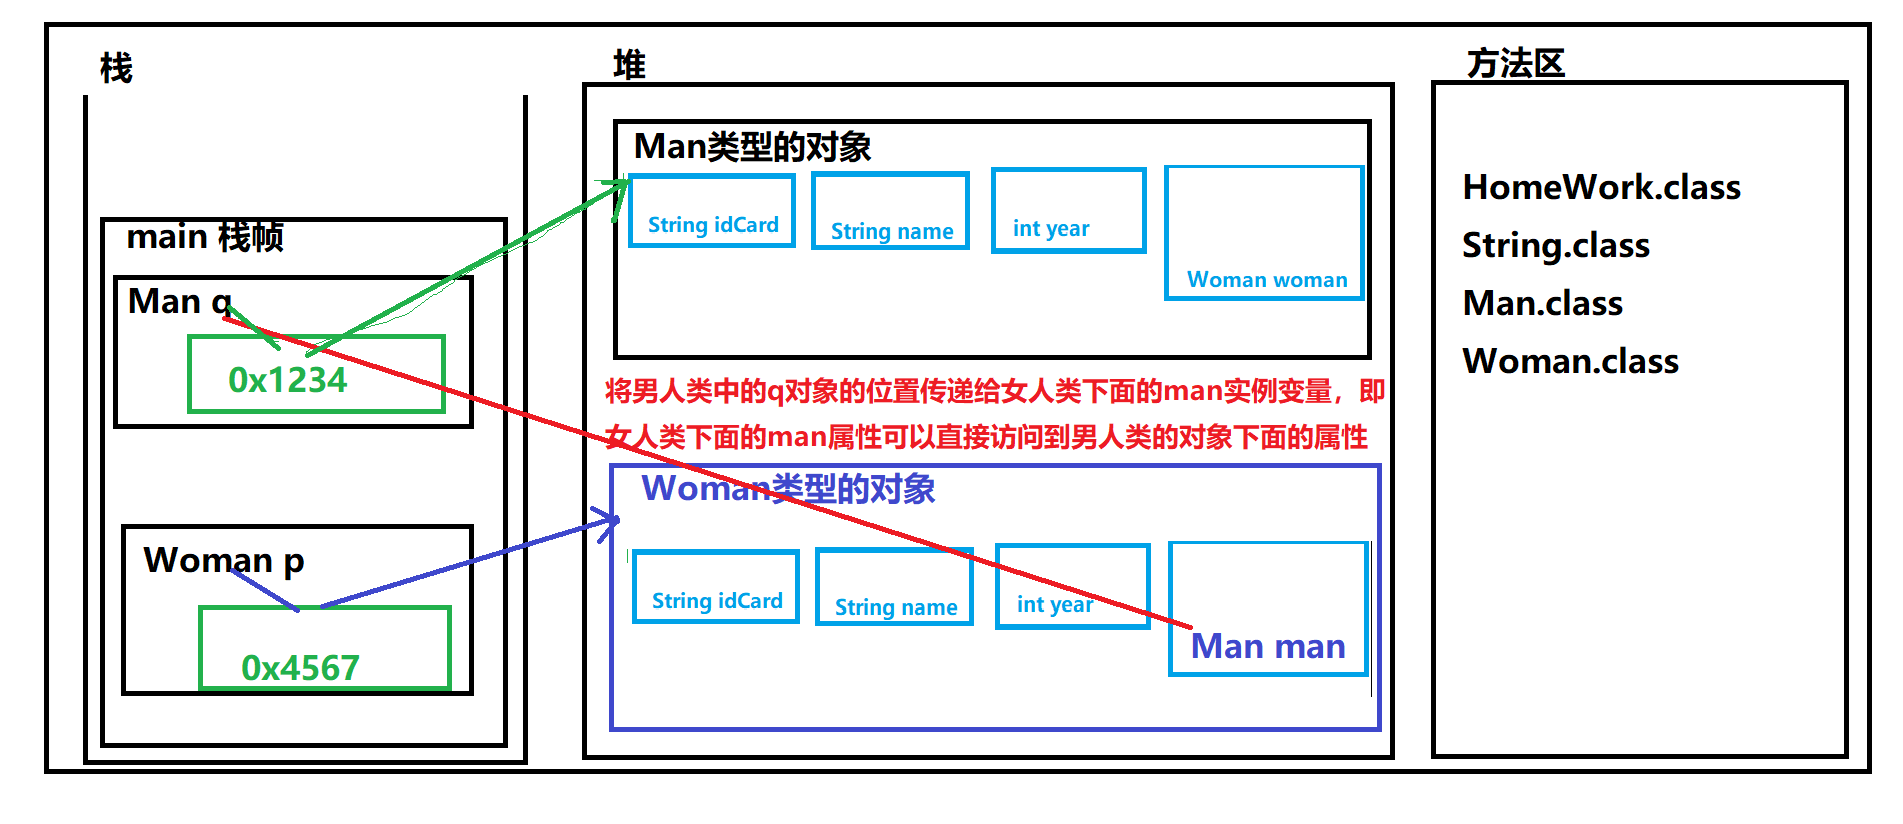 栈
main 栈帧
Man q
0x1234
Woman p
0x4567
堆
Man类型的对象
String idCard
String name
int year
Woman woman
将男人类中的q对象的位置传递给女人类下面的man实例变量，即
女人类下面的man属性可以直接访问到男人类的对象下面的属性
Woman类型的对象
String idCard
String name
int year
Man man
方法区
HomeWork.class
String.class
Man.class
Woman.class